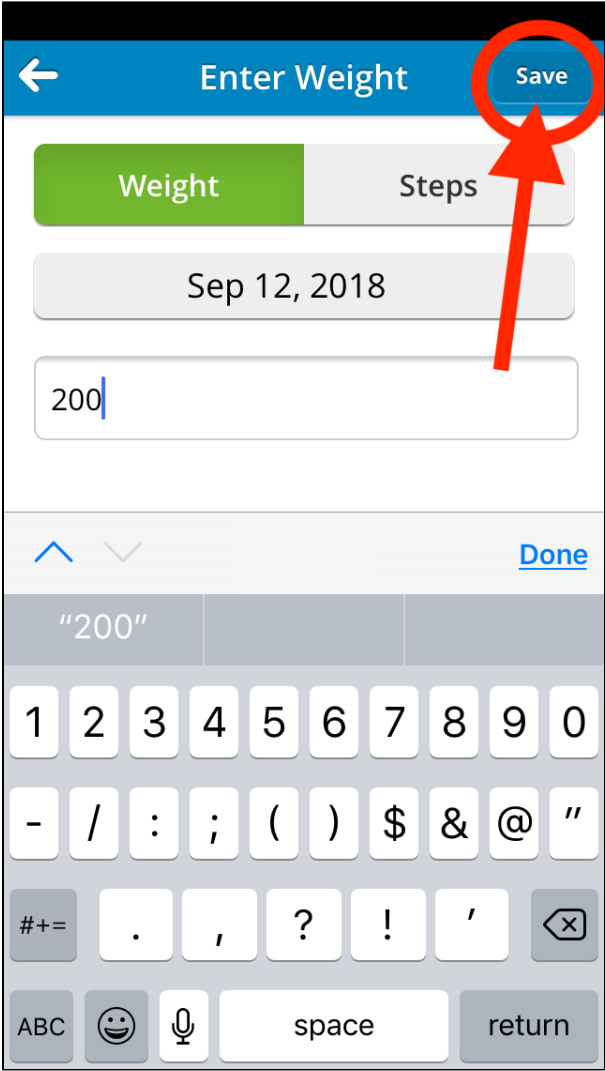 Enter Weight Save
Weight Steps
Sep 12, 2018
200
Done
“200”
1 2 3 4 5 6 7 8 9 0
- / : ; ( ) $ & @ "
#+= . , ? ! '
ABC space return